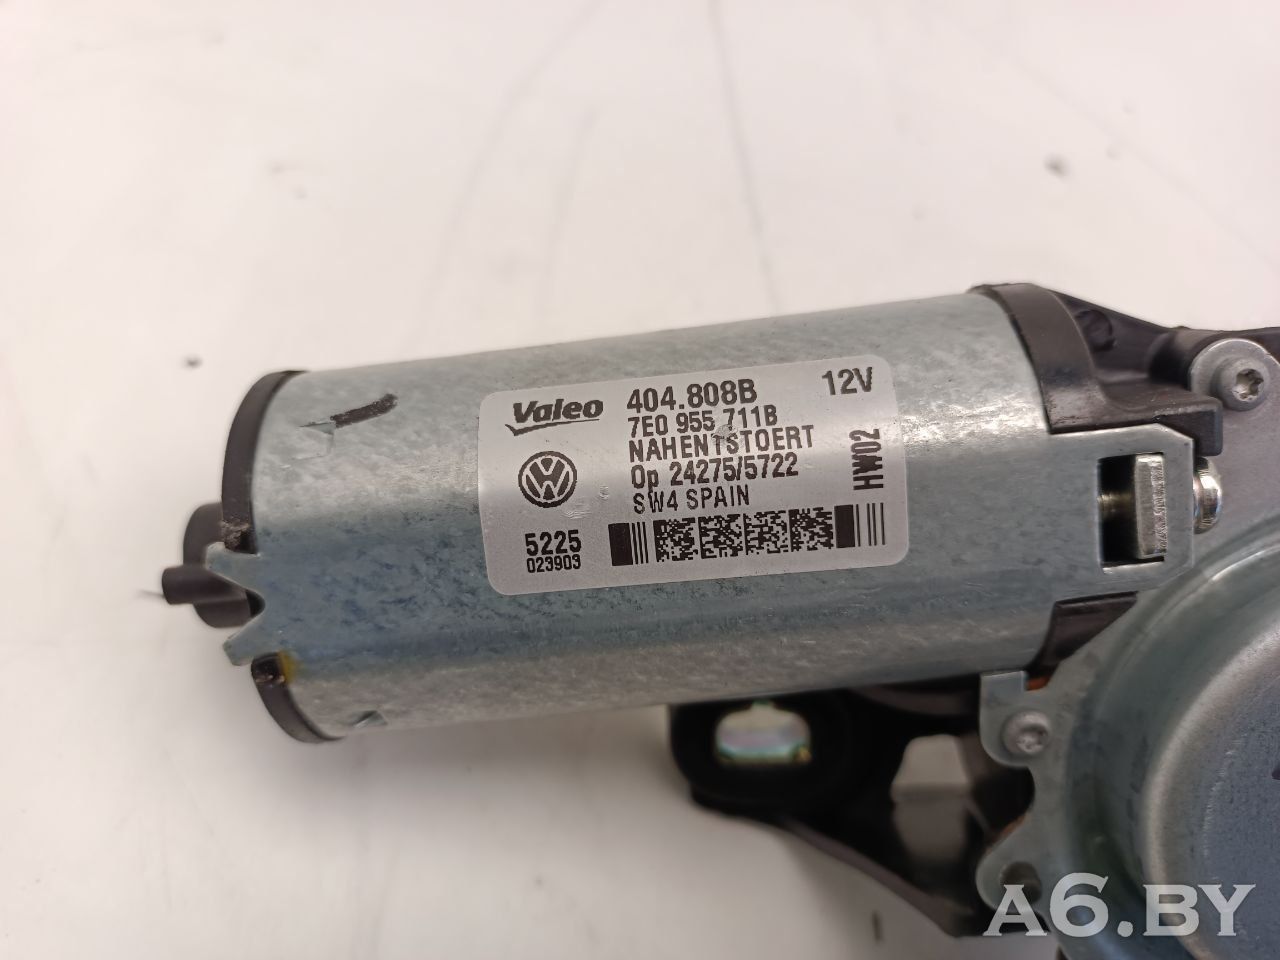 Valeo 404.808B 12V
7E0 955 711B
NAHENTSTOERT
Op 24275/5722
SW4 SPAIN
HW02
5225
023903
A6.BY